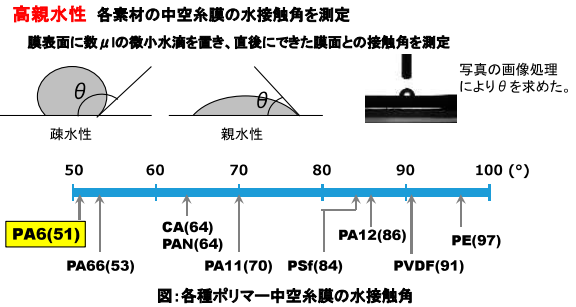 高親水性 各素材の中空糸膜の水接触角を測定
膜表面に数μlの微小水滴を置き、直後にできた膜面との接触角を測定
θ
疎水性
θ
親水性
写真の画像処理
によりθを求めた。
50 60 70 80 90 100 (°)
PA6(51)
PA66(53)
CA(64)
PAN(64)
PA11(70)
PSf(84)
PA12(86)
PVDF(91)
PE(97)
図：各種ポリマー中空糸膜の水接触角